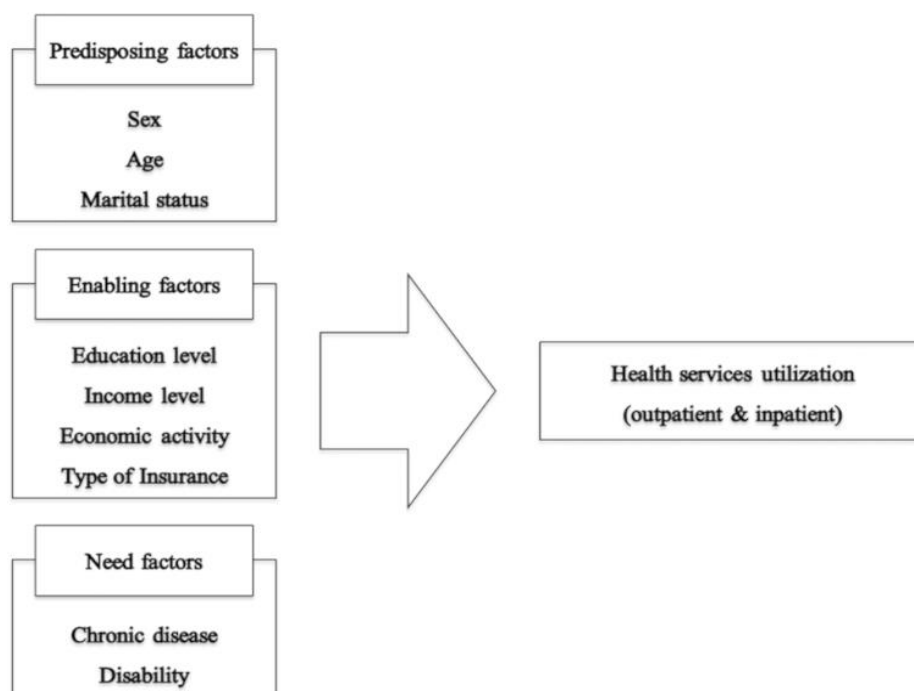 Predisposing factors
Sex
Age
Marital status
Enabling factors
Education level
Income level
Economic activity
Type of Insurance
Need factors
Chronic disease
Disability
Health services utilization
(outpatient & inpatient)